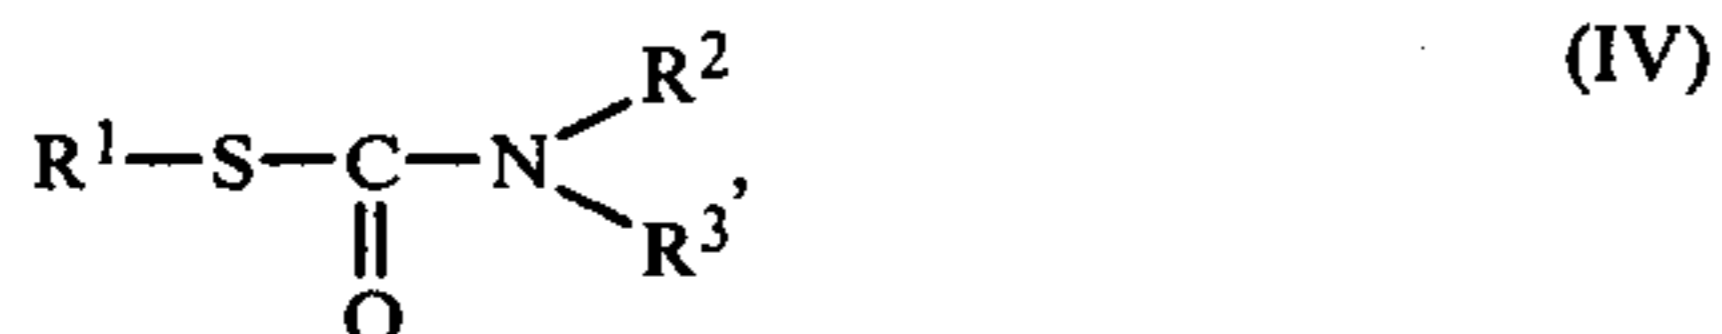 (IV)
R²
R¹—S—C—N
R³,
O